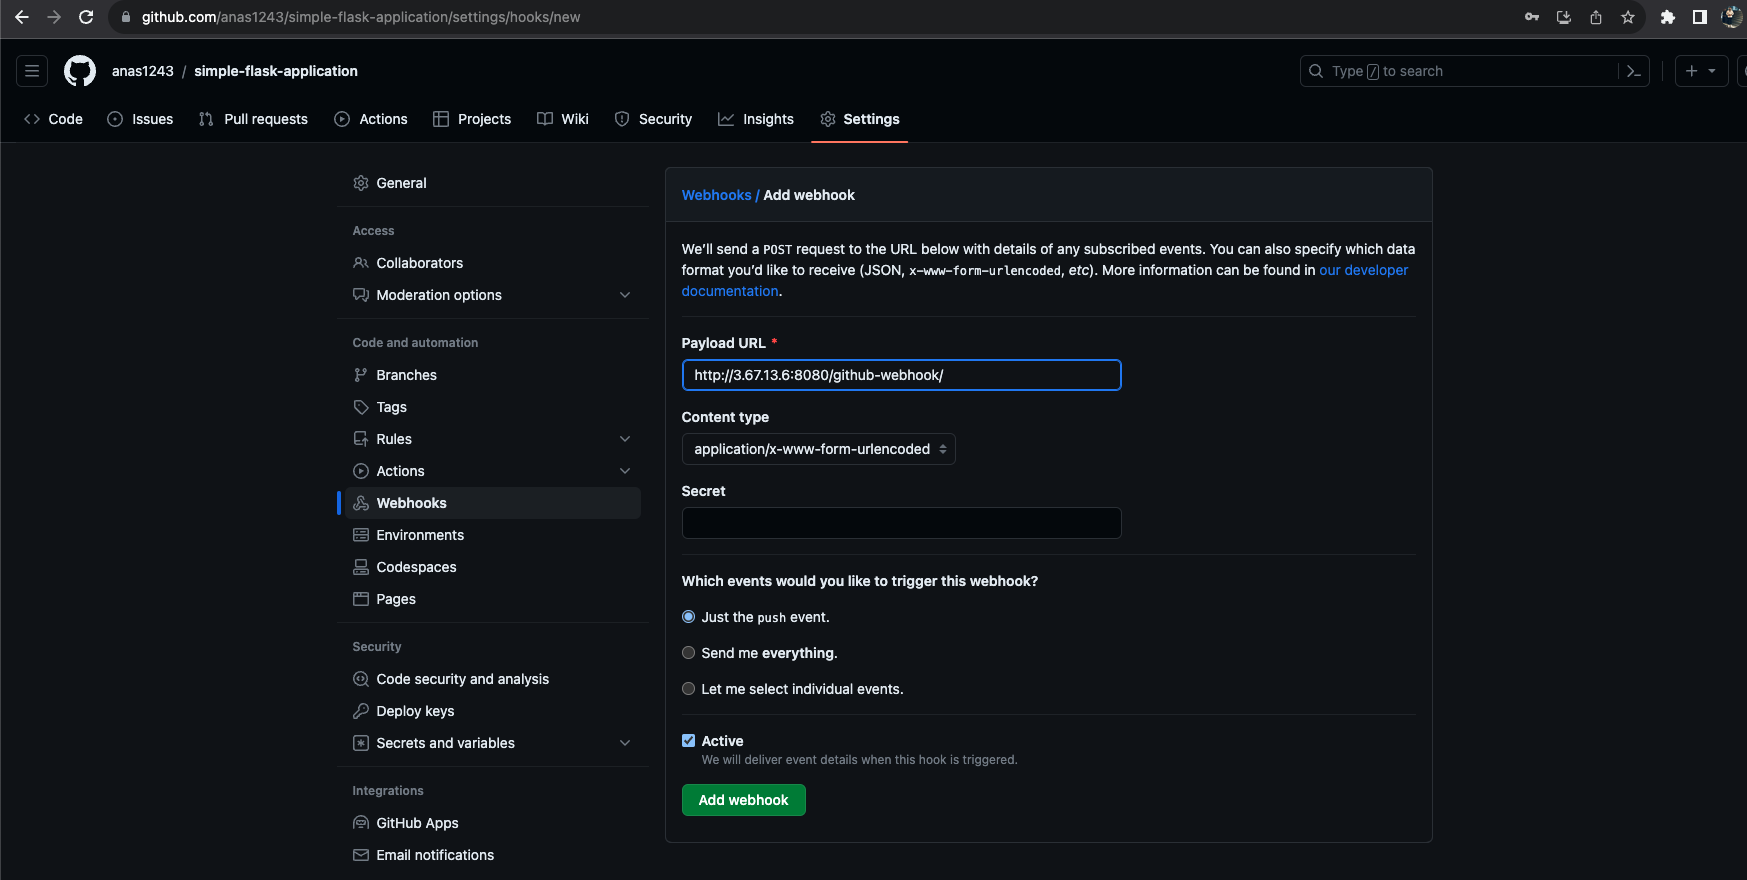 github.com/anas1243/simple-flask-application/settings/hooks/new
anas1243 / simple-flask-application
Type / to search
Code Issues Pull requests Actions Projects Wiki Security Insights Settings
General
Access
Collaborators
Moderation options
Code and automation
Branches
Tags
Rules
Actions
Webhooks
Environments
Codespaces
Pages
Security
Code security and analysis
Deploy keys
Secrets and variables
Integrations
GitHub Apps
Email notifications
Webhooks / Add webhook
We’ll send a POST request to the URL below with details of any subscribed events. You can also specify which data
format you’d like to receive (JSON, x-www-form-urlencoded, etc). More information can be found in our developer
documentation.
Payload URL *
http://3.67.13.6:8080/github-webhook/
Content type
application/x-www-form-urlencoded
Secret
Which events would you like to trigger this webhook?
Just the push event.
Send me everything.
Let me select individual events.
Active
We will deliver event details when this hook is triggered.
Add webhook